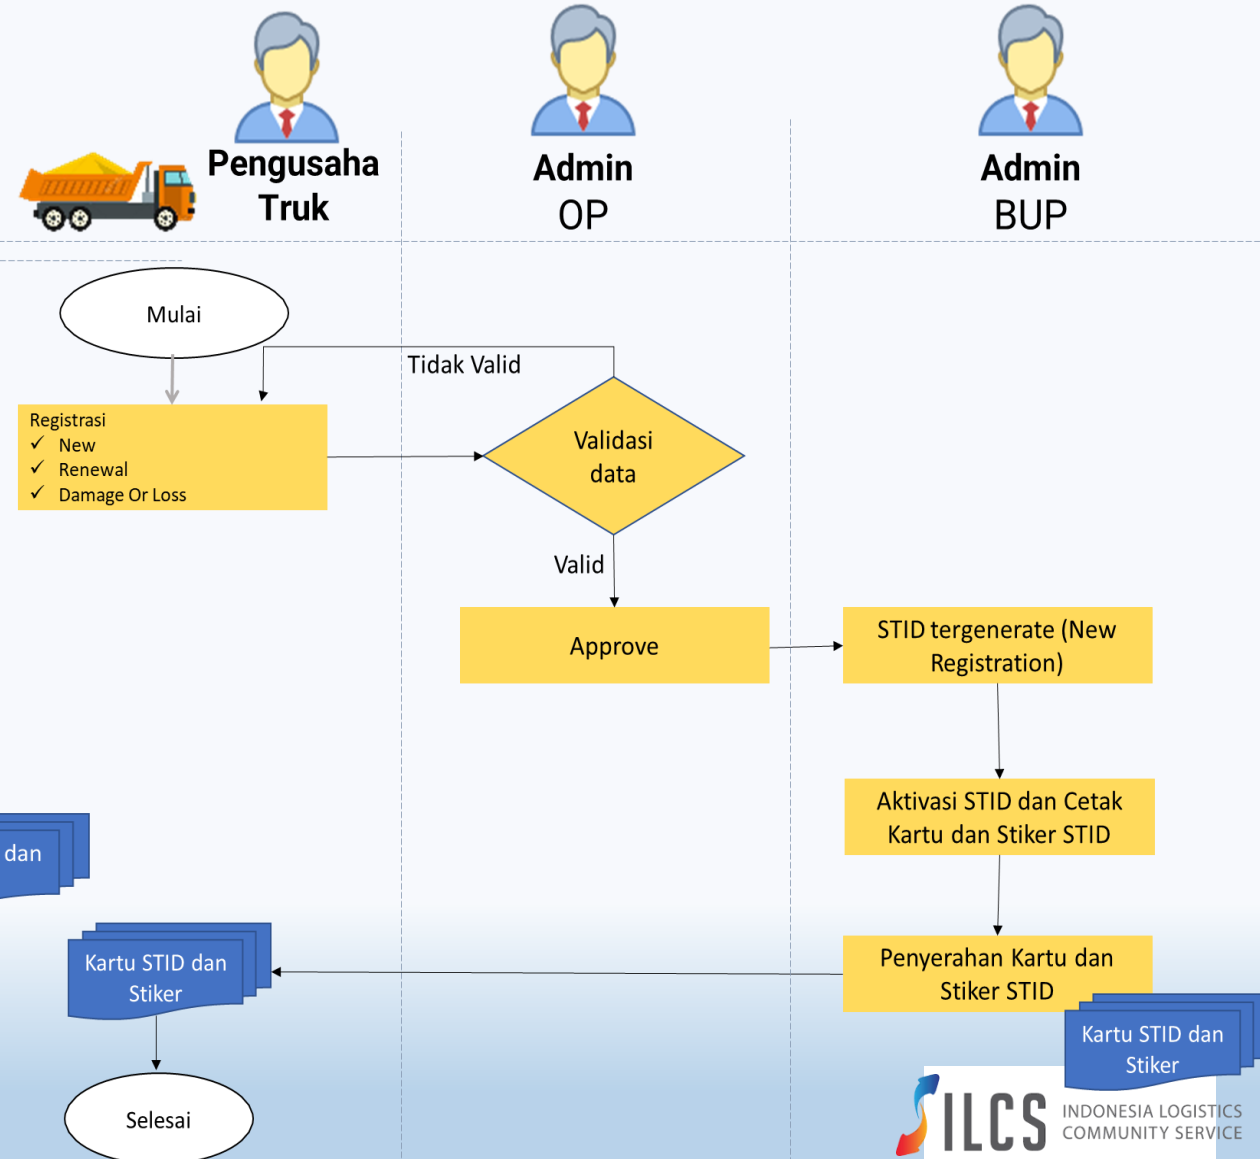 Pengusaha
Truk
Admin
OP
Admin
BUP
Mulai
Tidak Valid
Registrasi
✓ New
✓ Renewal
✓ Damage Or Loss
Validasi
data
Valid
Approve
STID tergenerate (New
Registration)
Aktivasi STID dan Cetak
Kartu dan Stiker STID
dan
Penyerahan Kartu dan
Stiker STID
Kartu STID dan
Stiker
Kartu STID dan
Stiker
Selesai
ILCS
INDONESIA LOGISTICS
COMMUNITY SERVICE